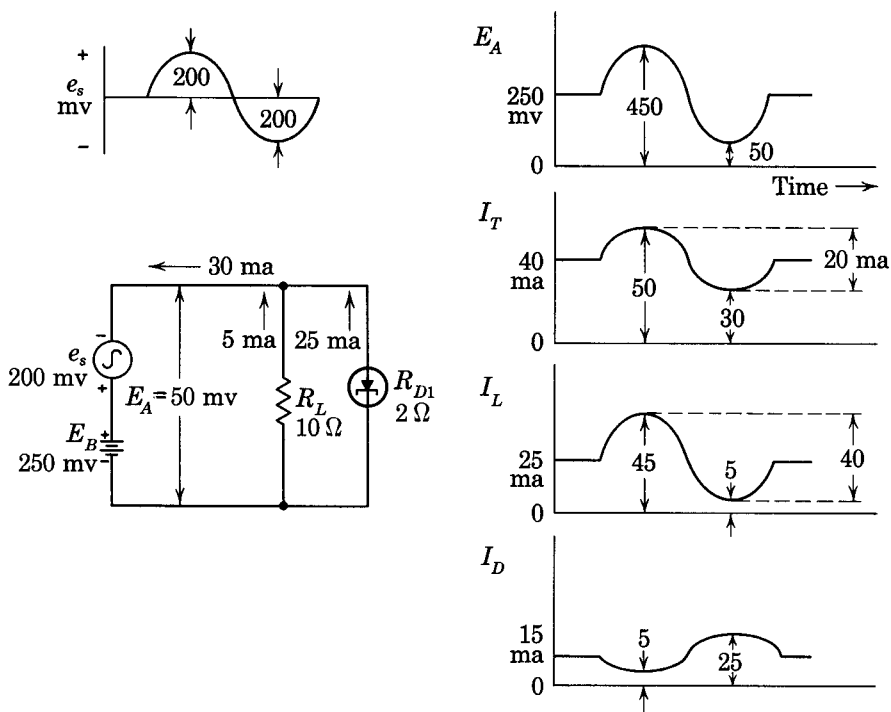 +
e_s
mv
−
200
200
← 30 ma
5 ma
25 ma
−
e_s
200 mv
+
E_A = 50 mv
E_B
+
250 mv
−
R_L
10 Ω
R_D1
2 Ω
E_A
250
mv
0
450
50
Time →
I_T
40
ma
0
50
30
20 ma
I_L
25
ma
0
45
5
40
I_D
15
ma
0
5
25